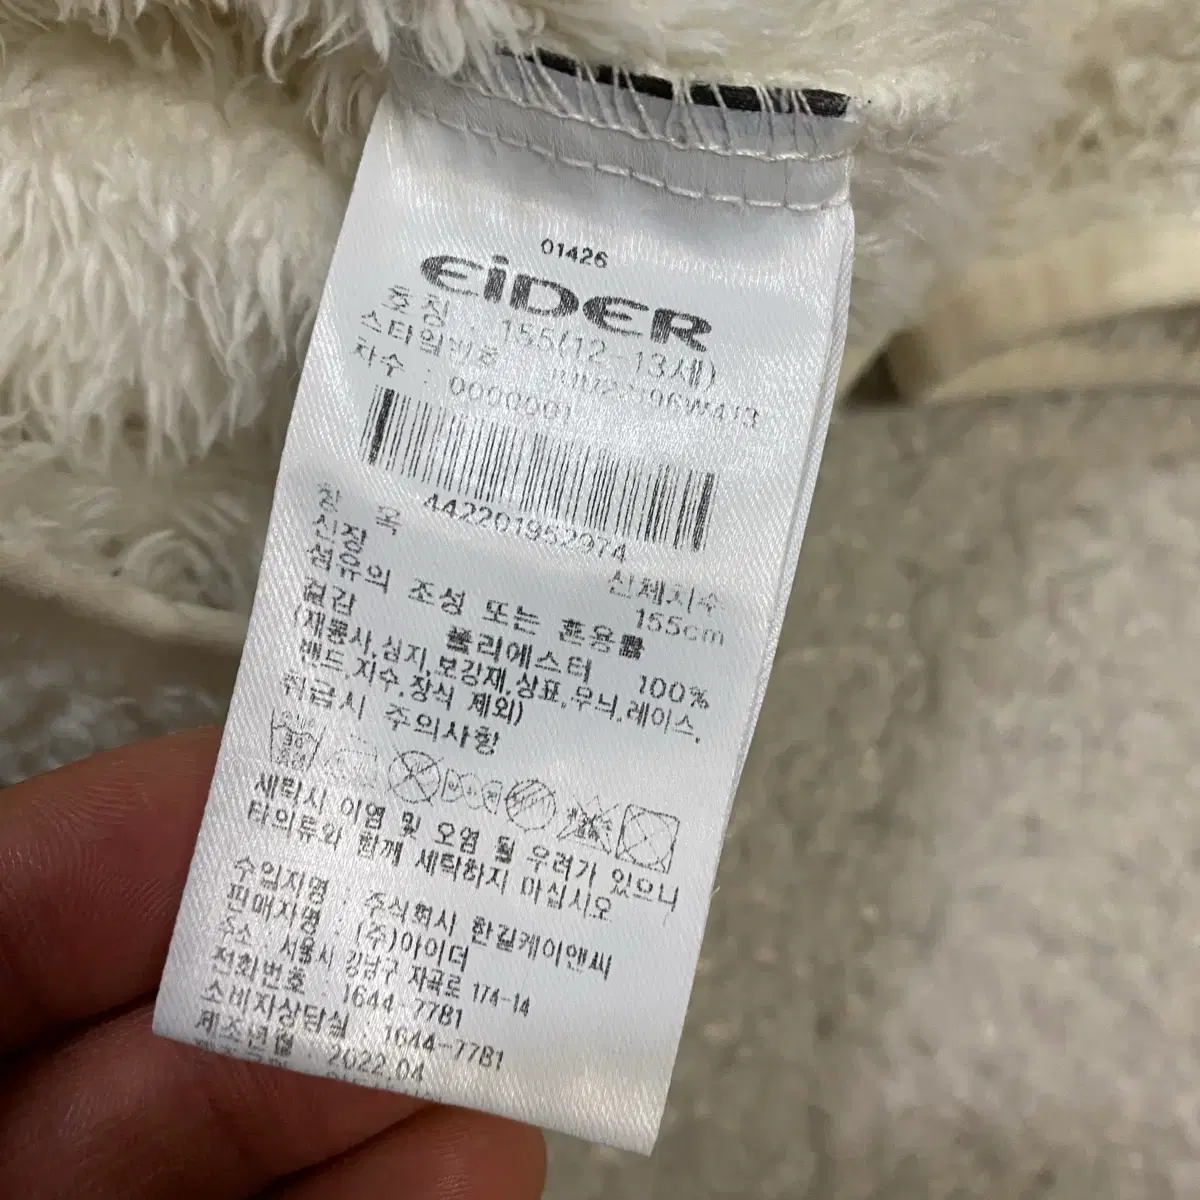 01426
EiDER
호칭 : 155(12-13세)
스타일번호 :
차수 : 0000001
442201952974
항 목 신체치수
신장 155cm
섬유의 조성 또는 혼용률
겉감 폴리에스터 100%
(재봉사,심지,보강재,상표,무늬,레이스,
밴드,치수,장식 제외)
취급시 주의사항
세탁시 이염 및 오염 될 우려가 있으니
타의류와 함께 세탁하지 마십시오
수입자명 : 주식회사 한길케이앤씨
판매자명 : (주)아이더
주소 : 서울시 강남구 자곡로 174-14
전화번호 : 1644-7781
소비자상담실 : 1644-7781
제조년월 : 2022.04